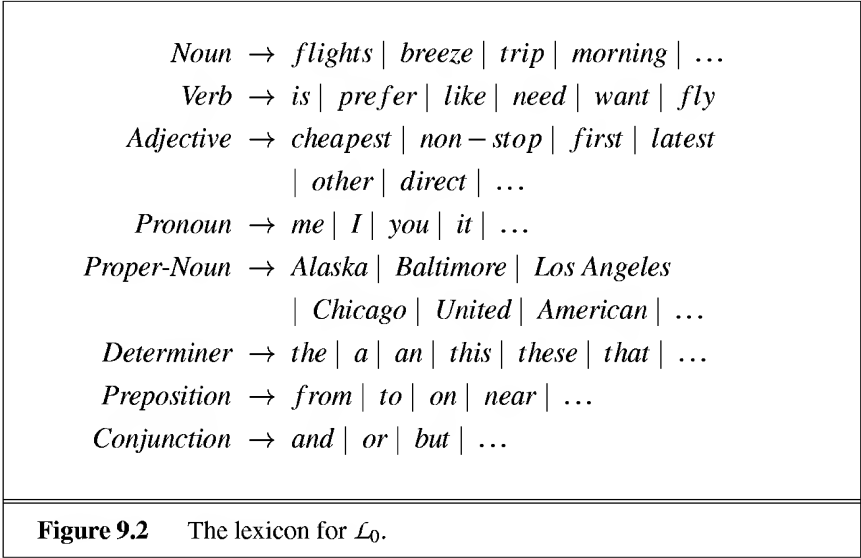 Noun → flights | breeze | trip | morning | …
Verb → is | prefer | like | need | want | fly
Adjective → cheapest | non − stop | first | latest
| other | direct | …
Pronoun → me | I | you | it | …
Proper-Noun → Alaska | Baltimore | Los Angeles
| Chicago | United | American | …
Determiner → the | a | an | this | these | that | …
Preposition → from | to | on | near | …
Conjunction → and | or | but | …
Figure 9.2 The lexicon for ℒ₀.